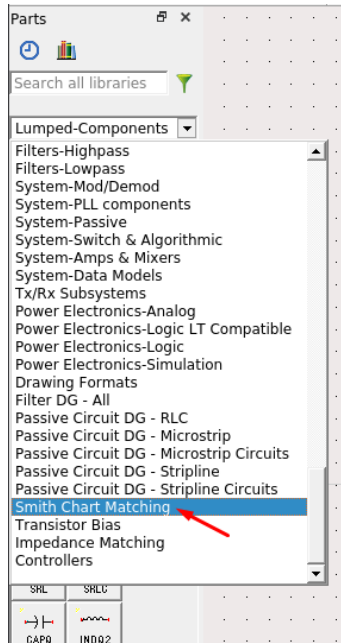 Parts
Search all libraries
Lumped-Components
Filters-Highpass
Filters-Lowpass
System-Mod/Demod
System-PLL components
System-Passive
System-Switch & Algorithmic
System-Amps & Mixers
System-Data Models
Tx/Rx Subsystems
Power Electronics-Analog
Power Electronics-Logic LT Compatible
Power Electronics-Logic
Power Electronics-Simulation
Drawing Formats
Filter DG - All
Passive Circuit DG - RLC
Passive Circuit DG - Microstrip
Passive Circuit DG - Microstrip Circuits
Passive Circuit DG - Stripline
Passive Circuit DG - Stripline Circuits
Smith Chart Matching
Transistor Bias
Impedance Matching
Controllers
SRL SRLC
CAPQ INDQ2